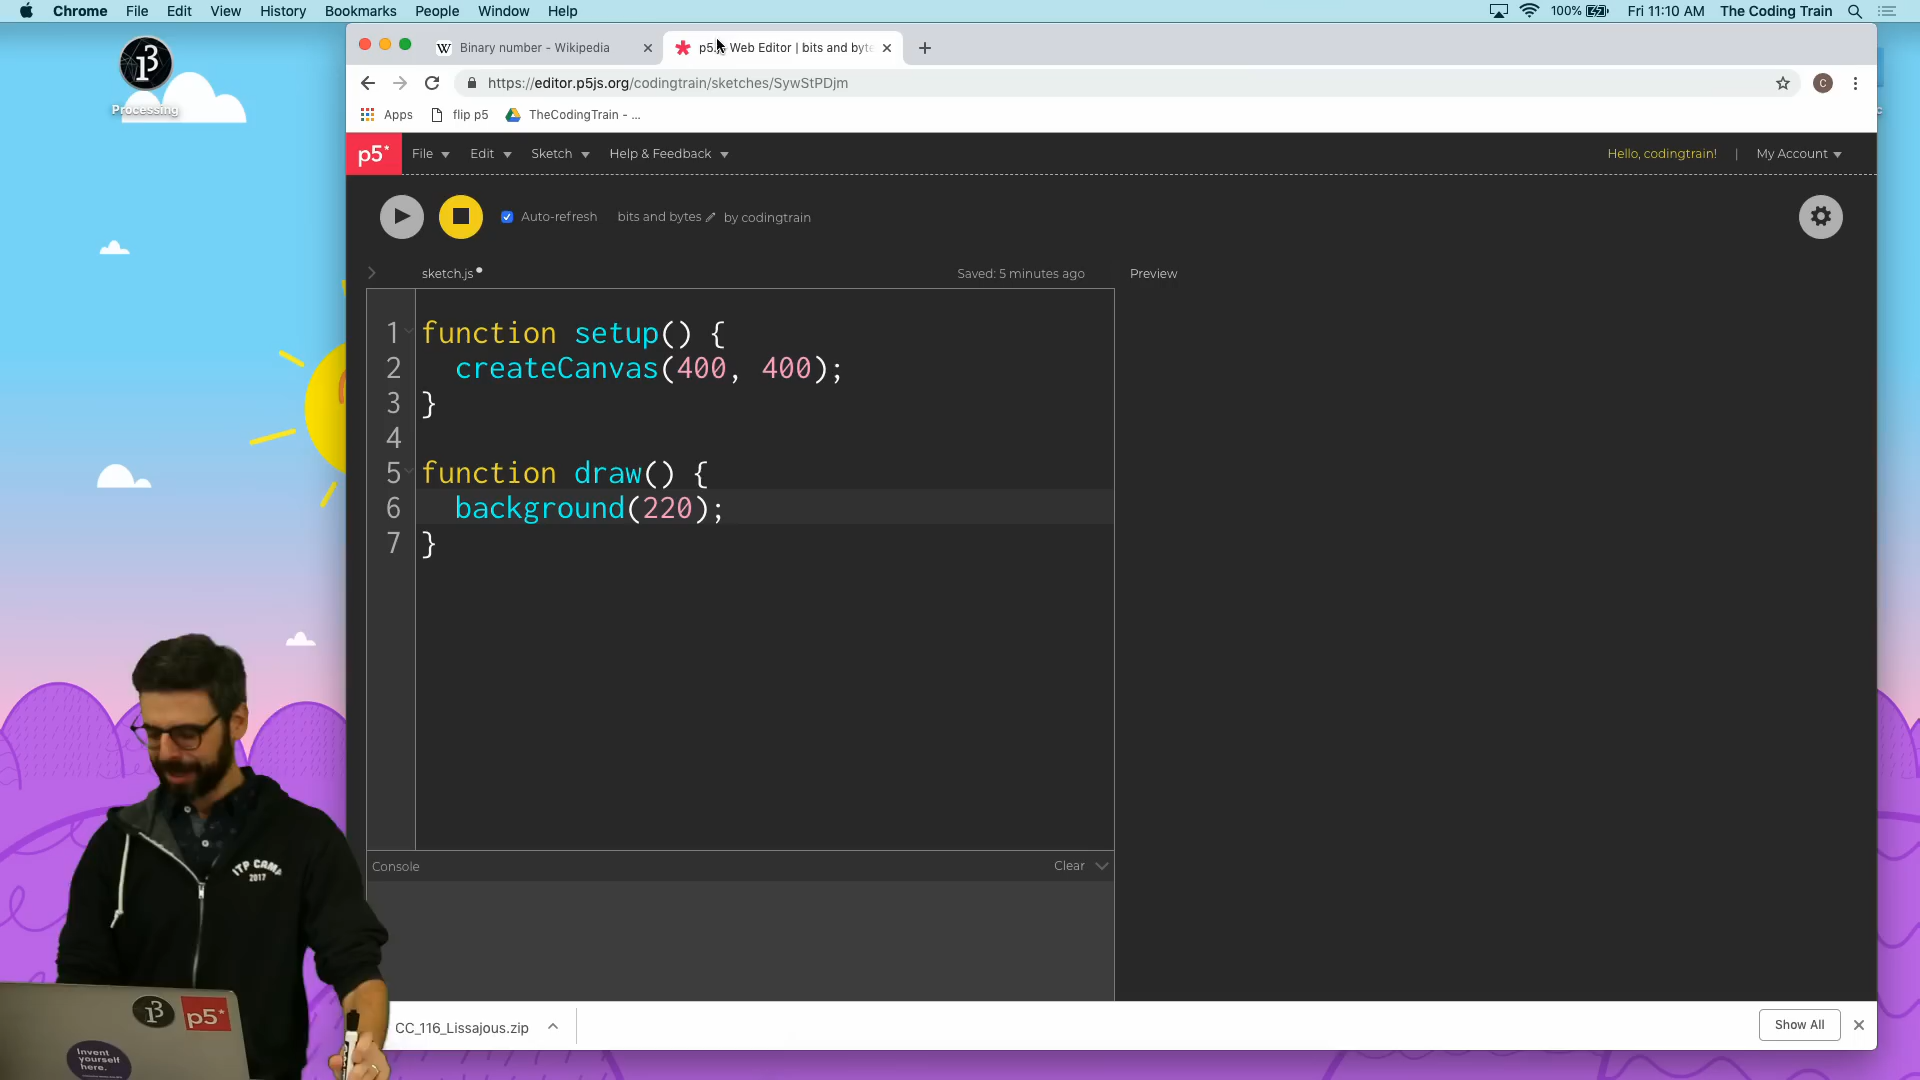 Chrome File Edit View History Bookmarks People Window Help
100% Fri 11:10 AM The Coding Train
Processing
W Binary number - Wikipedia
p5. Web Editor | bits and byte
https://editor.p5js.org/codingtrain/sketches/SywStPDjm
C
Apps flip p5 TheCodingTrain - ...
p5* File Edit Sketch Help & Feedback
Hello, codingtrain! | My Account
Auto-refresh bits and bytes by codingtrain
sketch.js
Saved: 5 minutes ago
Preview
1 function setup() {
2 createCanvas(400, 400);
3 }
4
5 function draw() {
6 background(220);
7 }
Console
Clear
ITP CAMP
2017
p5*
Invent
yourself
here.
CC_116_Lissajous.zip
Show All